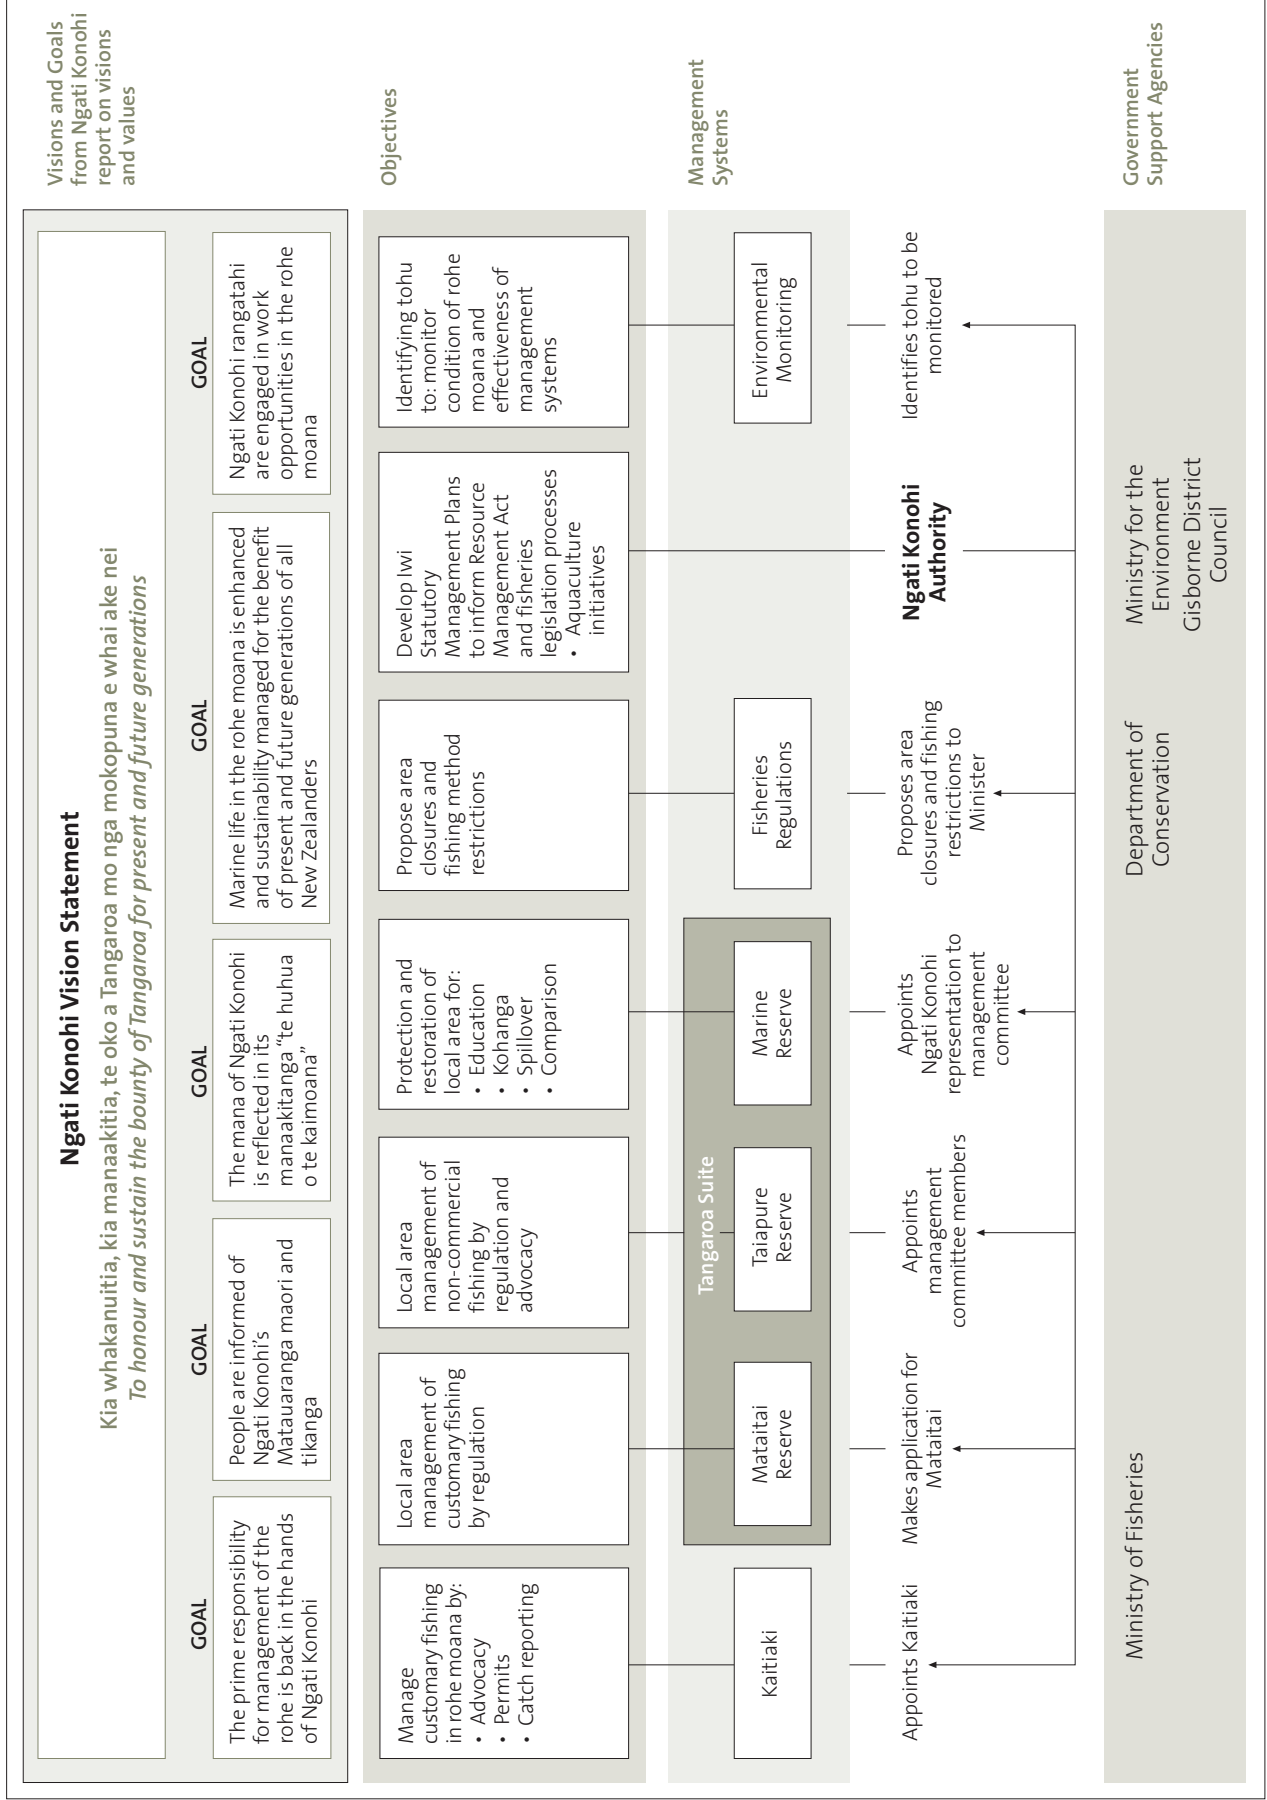 Ngati Konohi Vision Statement
Kia whakanuitia, kia manaakitia, te oko a Tangaroa mo nga mokopuna e whai ake nei
To honour and sustain the bounty of Tangaroa for present and future generations
Visions and Goals
from Ngati Konohi
report on visions
and values
GOAL
The prime responsibility
for management of the
rohe is back in the hands
of Ngati Konohi
GOAL
People are informed of
Ngati Konohi's
Matauranga maori and
tikanga
GOAL
The mana of Ngati Konohi
is reflected in its
manaakitanga "te huhua
o te kaimoana"
GOAL
Marine life in the rohe moana is enhanced
and sustainability managed for the benefit
of present and future generations of all
New Zealanders
GOAL
Ngati Konohi rangatahi
are engaged in work
opportunities in the rohe
moana
Objectives
Manage
customary fishing
in rohe moana by:
• Advocacy
• Permits
• Catch reporting
Local area
management of
customary fishing
by regulation
Local area
management of
non-commercial
fishing by
regulation and
advocacy
Protection and
restoration of
local area for:
• Education
• Kohanga
• Spillover
• Comparison
Propose area
closures and
fishing method
restrictions
Develop Iwi
Statutory
Management Plans
to inform Resource
Management Act
and fisheries
legislation processes
• Aquaculture
initiatives
Identifying tohu
to: monitor
condition of rohe
moana and
effectiveness of
management
systems
Management
Systems
Tangaroa Suite
Kaitiaki
Mataitai
Reserve
Taiapure
Reserve
Marine
Reserve
Fisheries
Regulations
Environmental
Monitoring
Appoints Kaitiaki
Makes application for
Mataitai
Appoints
management
committee members
Appoints
Ngati Konohi
representation to
management
committee
Proposes area
closures and fishing
restrictions to
Minister
Ngati Konohi
Authority
Identifies tohu to be
monitored
Government
Support Agencies
Ministry of Fisheries
Department of
Conservation
Ministry for the
Environment
Gisborne District
Council